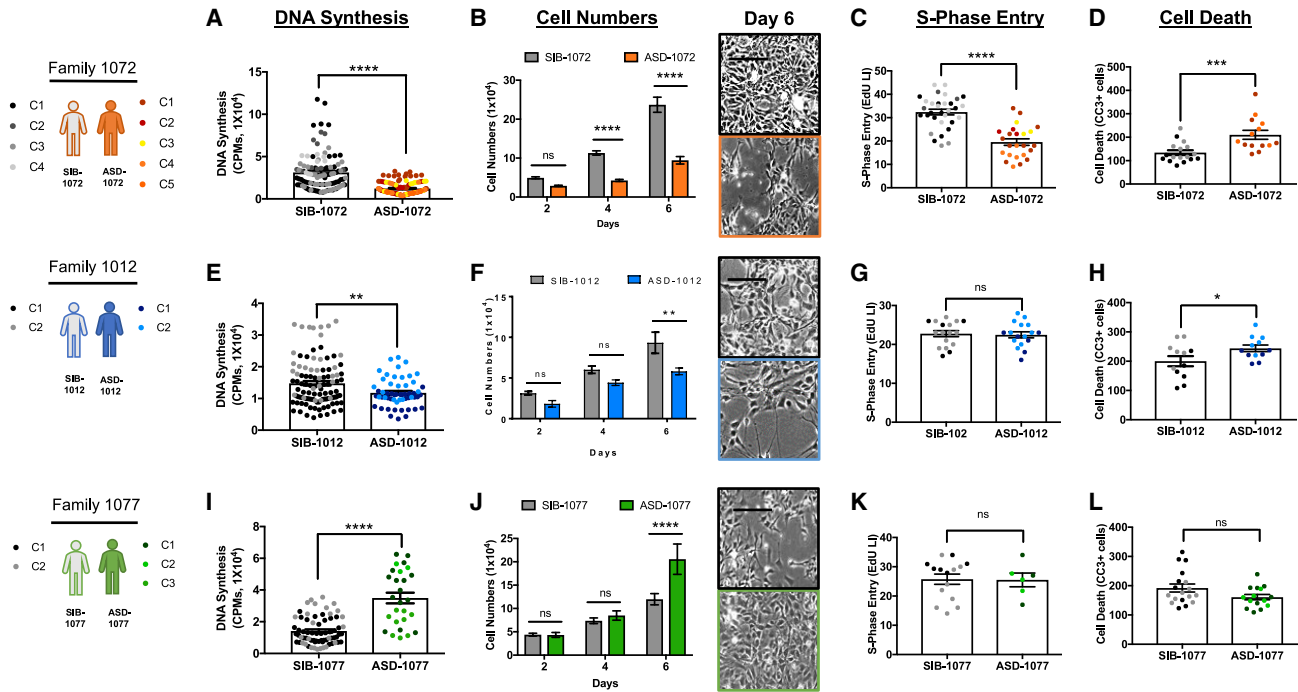 A DNA Synthesis B Cell Numbers Day 6 C S-Phase Entry D Cell Death
Family 1072
C1
C2
C3
C4
SIB-
1072
ASD-
1072
C1
C2
C3
C4
C5
DNA Synthesis
(CPMs, 1X10⁴)
15
10
5
0
****
SIB-1072 ASD-1072
SIB-1072 ASD-1072
Cell Numbers (1x10⁴)
30
20
10
0
ns
****
****
2 4 6
Days
S-Phase Entry (EdU LI)
50
40
30
20
10
0
****
SIB-1072 ASD-1072
Cell Death (CC3+ cells)
500
400
300
200
100
0
***
SIB-1072 ASD-1072
E F G H
Family 1012
C1
C2
SIB-
1012
ASD-
1012
C1
C2
DNA Synthesis
(CPMs, 1X10⁴)
4
3
2
1
0
**
SIB-1012 ASD-1012
SIB-1012 ASD-1012
Cell Numbers (1x10⁴)
15
10
5
0
ns
ns
**
2 4 6
Days
S-Phase Entry (EdU LI)
40
30
20
10
0
ns
SIB-102 ASD-1012
Cell Death (CC3+ cells)
500
400
300
200
100
0
*
SIB-1012 ASD-1012
I J K L
Family 1077
C1
C2
SIB-
1077
ASD-
1077
C1
C2
C3
DNA Synthesis
(CPMs, 1X10⁴)
8
6
4
2
0
****
SIB-1077 ASD-1077
SIB-1077 ASD-1077
Cell Numbers (1x10⁴)
25
20
15
10
5
0
ns
ns
****
2 4 6
Days
S-Phase Entry (EdU LI)
50
40
30
20
10
0
ns
SIB-1077 ASD-1077
Cell Death (CC3+ cells)
500
400
300
200
100
0
ns
SIB-1077 ASD-1077